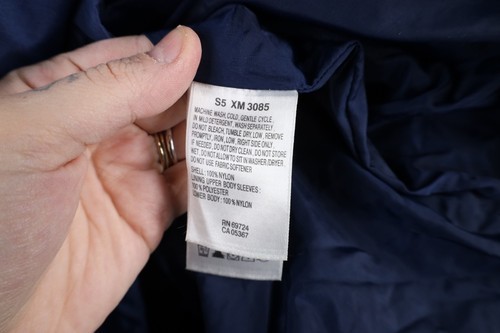 S5 XM 3085
MACHINE WASH, COLD, GENTLE CYCLE,
IN MILD DETERGENT, WASH SEPARATELY.
DO NOT BLEACH, TUMBLE DRY, LOW, REMOVE
PROMPTLY, IRON, LOW, RIGHT SIDE ONLY
IF NEEDED, DO NOT DRY CLEAN, DO NOT STORE
WET, DO NOT ALLOW TO SIT IN WASHER/DRYER
DO NOT USE FABRIC SOFTENER
SHELL : 100% NYLON
LINING UPPER BODY SLEEVES :
100 % POLYESTER
LOWER BODY : 100 % NYLON
RN 69724
CA 05367